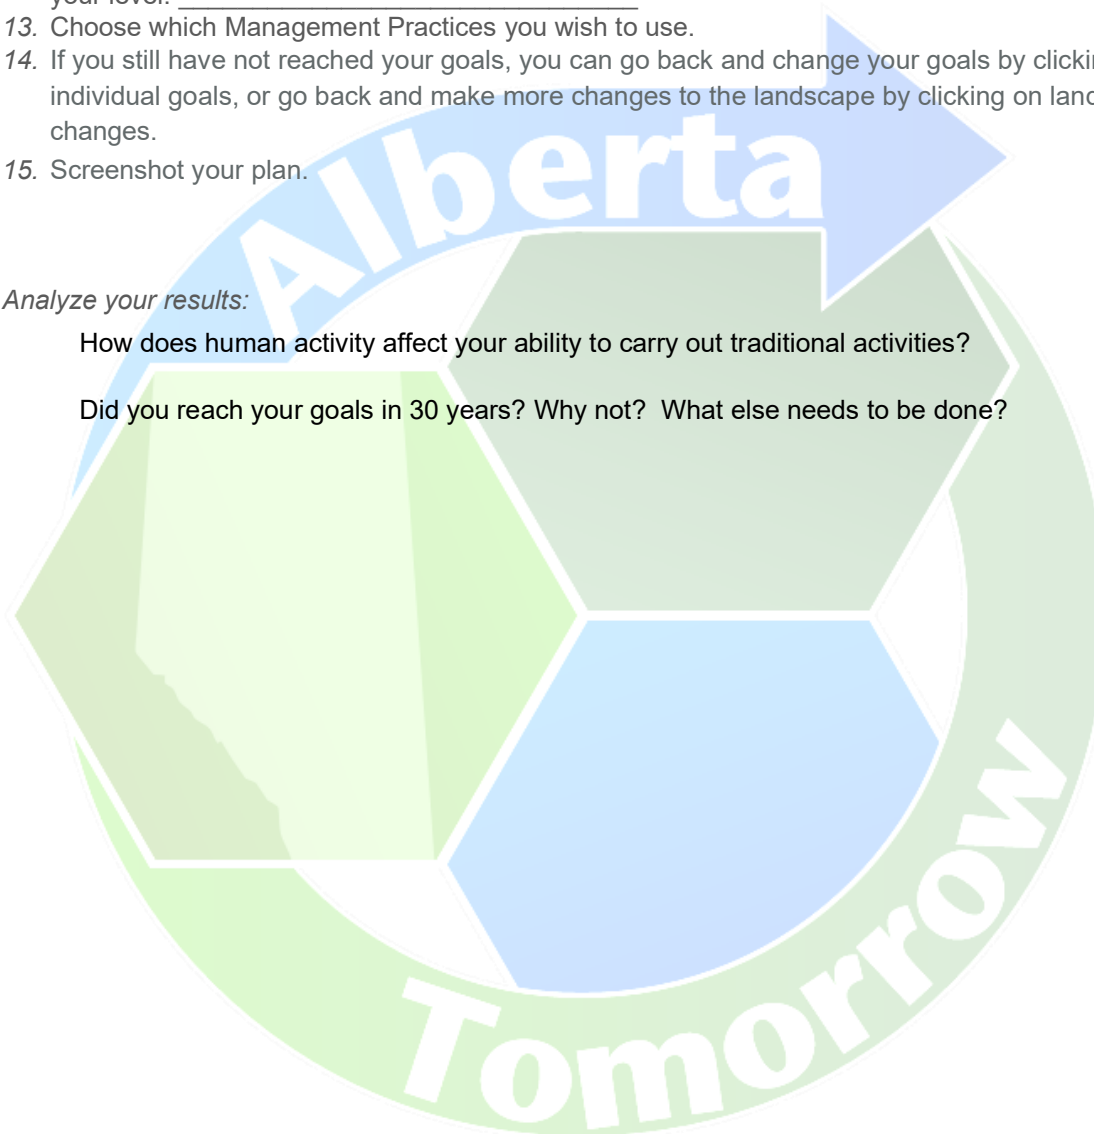 your level. _______________________________
13. Choose which Management Practices you wish to use.
14. If you still have not reached your goals, you can go back and change your goals by
individual goals, or go back and make more changes to the landscape by clicking on
changes.
15. Screenshot your plan.
Alberta
Analyze your results:
How does human activity affect your ability to carry out traditional activities?
Did you reach your goals in 30 years? Why not?  What else needs to be done?
Tomorrow